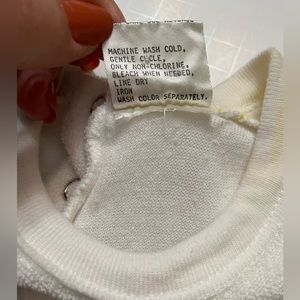 MACHINE WASH COLD,
GENTLE CYCLE,
ONLY NON-CHLORINE,
BLEACH WHEN NEEDED,
LINE DRY
IRON
WASH COLOR SEPARATELY.